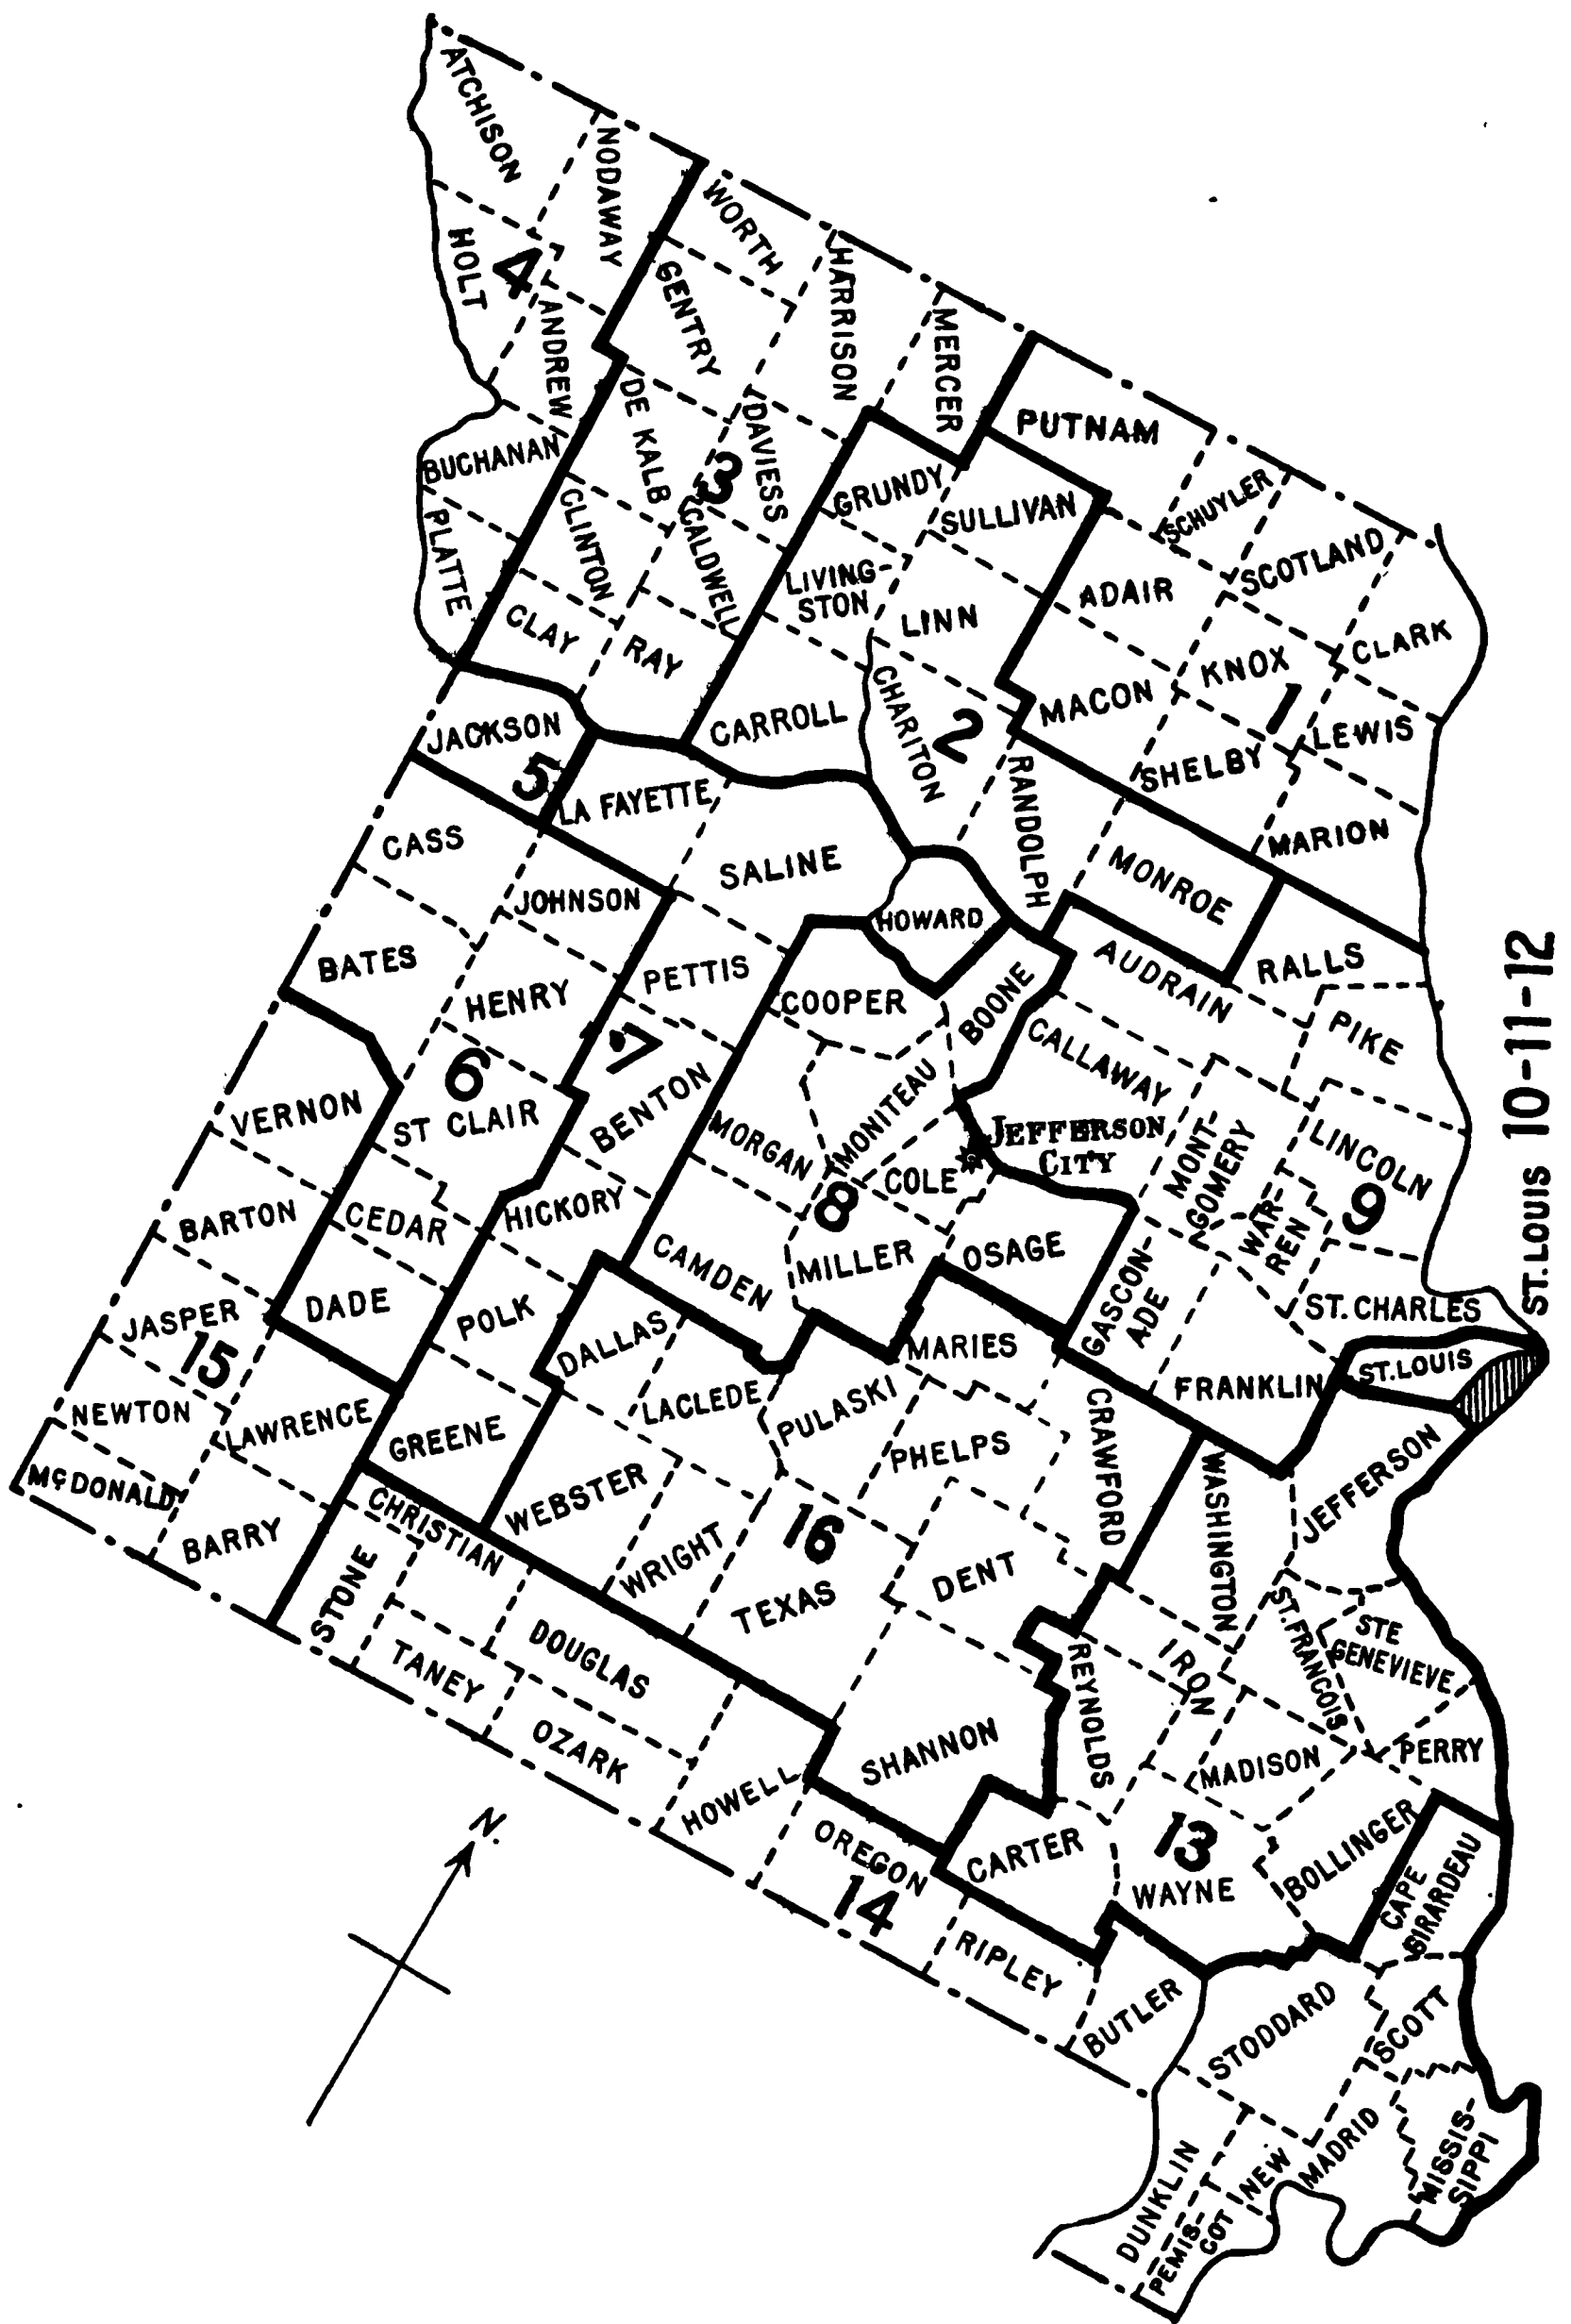 ATCHISON
NODAWAY
WORTH
HARRISON
MERCER
HOLT
4
GENTRY
ANDREW
PUTNAM
DE KALB
DAVIESS
3
BUCHANAN
GRUNDY
SULLIVAN
SCHUYLER
SCOTLAND
PLATTE
CLINTON
CALDWELL
LIVING-
STON
LINN
ADAIR
CLARK
CLAY
RAY
KNOX
MACON
1
LEWIS
JACKSON
5
CARROLL
CHARITON
2
SHELBY
LA FAYETTE
RANDOLPH
MARION
CASS
SALINE
MONROE
JOHNSON
HOWARD
BATES
PETTIS
AUDRAIN
RALLS
HENRY
COOPER
BOONE
PIKE
7
CALLAWAY
6
VERNON
ST CLAIR
BENTON
MORGAN
MONITEAU
JEFFERSON
CITY
MONT-
GOMERY
LINCOLN
COLE
8
WAR-
REN
9
BARTON
CEDAR
HICKORY
CAMDEN
MILLER
OSAGE
GASCON-
ADE
ST. CHARLES
JASPER
15
DADE
POLK
DALLAS
MARIES
ST. LOUIS
ST. LOUIS 10-11-12
FRANKLIN
NEWTON
LAWRENCE
GREENE
LACLEDE
PULASKI
PHELPS
CRAWFORD
WASHINGTON
JEFFERSON
McDONALD
BARRY
CHRISTIAN
WEBSTER
WRIGHT
16
TEXAS
DENT
STONE
TANEY
DOUGLAS
OZARK
REYNOLDS
IRON
ST. FRANCOIS
STE
GENEVIEVE
SHANNON
MADISON
PERRY
N.
HOWELL
OREGON
14
CARTER
13
WAYNE
BOLLINGER
CAPE
GIRARDEAU
RIPLEY
BUTLER
STODDARD
SCOTT
MISSIS-
SIPPI
NEW
MADRID
DUNKLIN
PEMIS-
COT